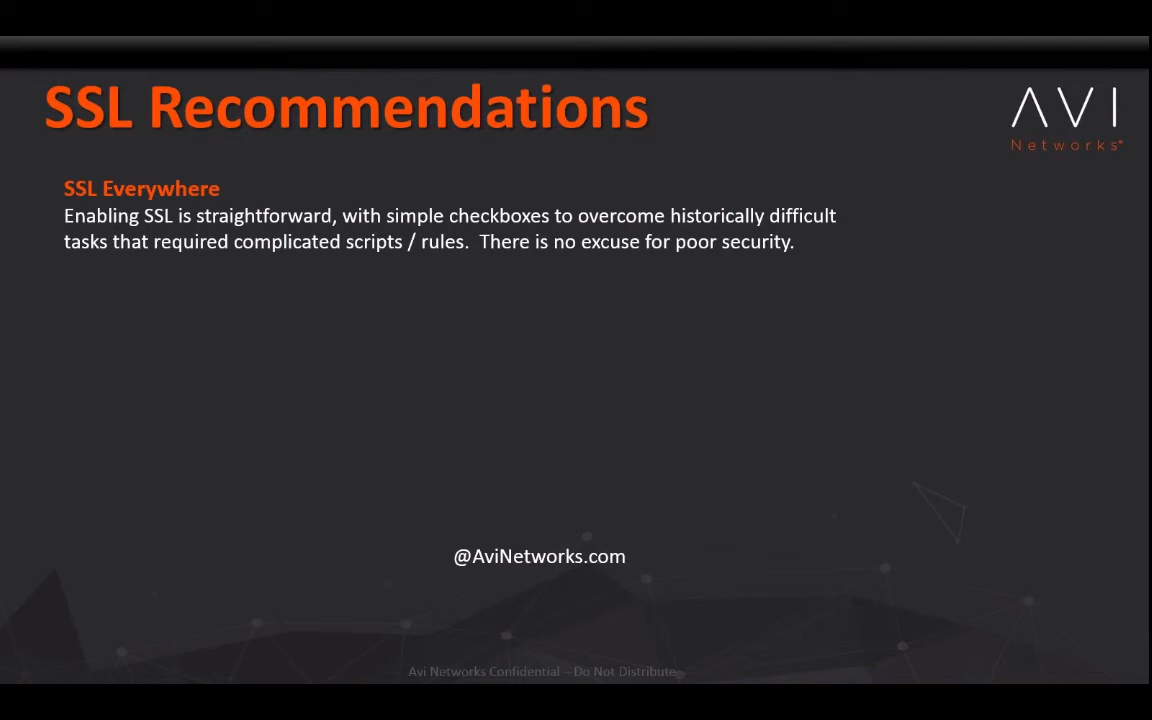 SSL Recommendations
AVI
Networks®
SSL Everywhere
Enabling SSL is straightforward, with simple checkboxes to overcome historically difficult
tasks that required complicated scripts / rules.  There is no excuse for poor security.
@AviNetworks.com
Avi Networks Confidential – Do Not Distribute